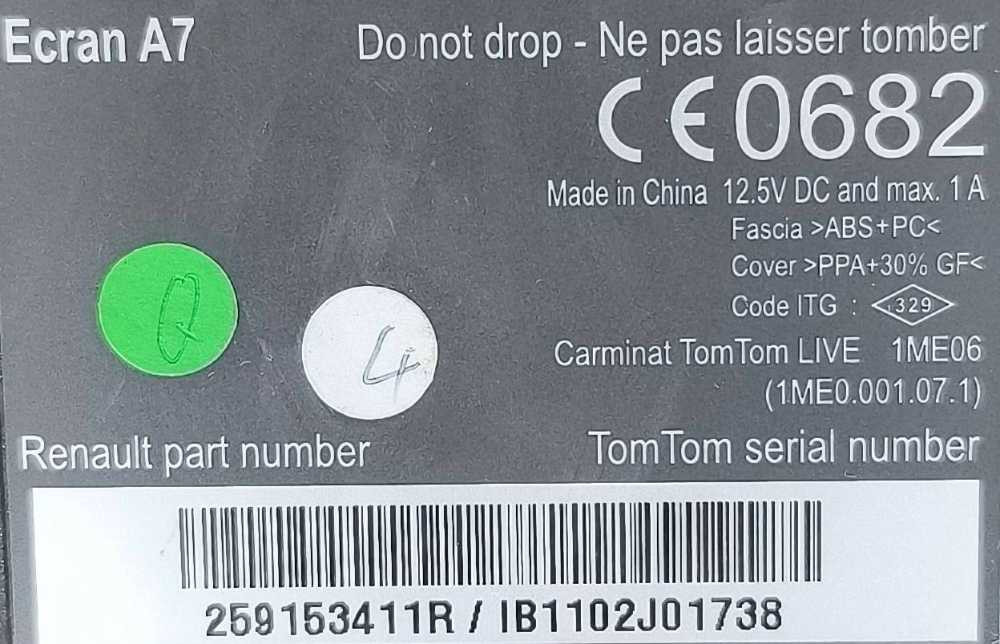 Ecran A7
Do not drop - Ne pas laisser tomber
CE0682
Made in China 12.5V DC and max. 1 A
Fascia >ABS+PC<
Cover >PPA+30% GF<
Code ITG : 329
Carminat TomTom LIVE 1ME06
(1ME0.001.07.1)
Q
4
Renault part number
TomTom serial number
259153411R / IB1102J01738